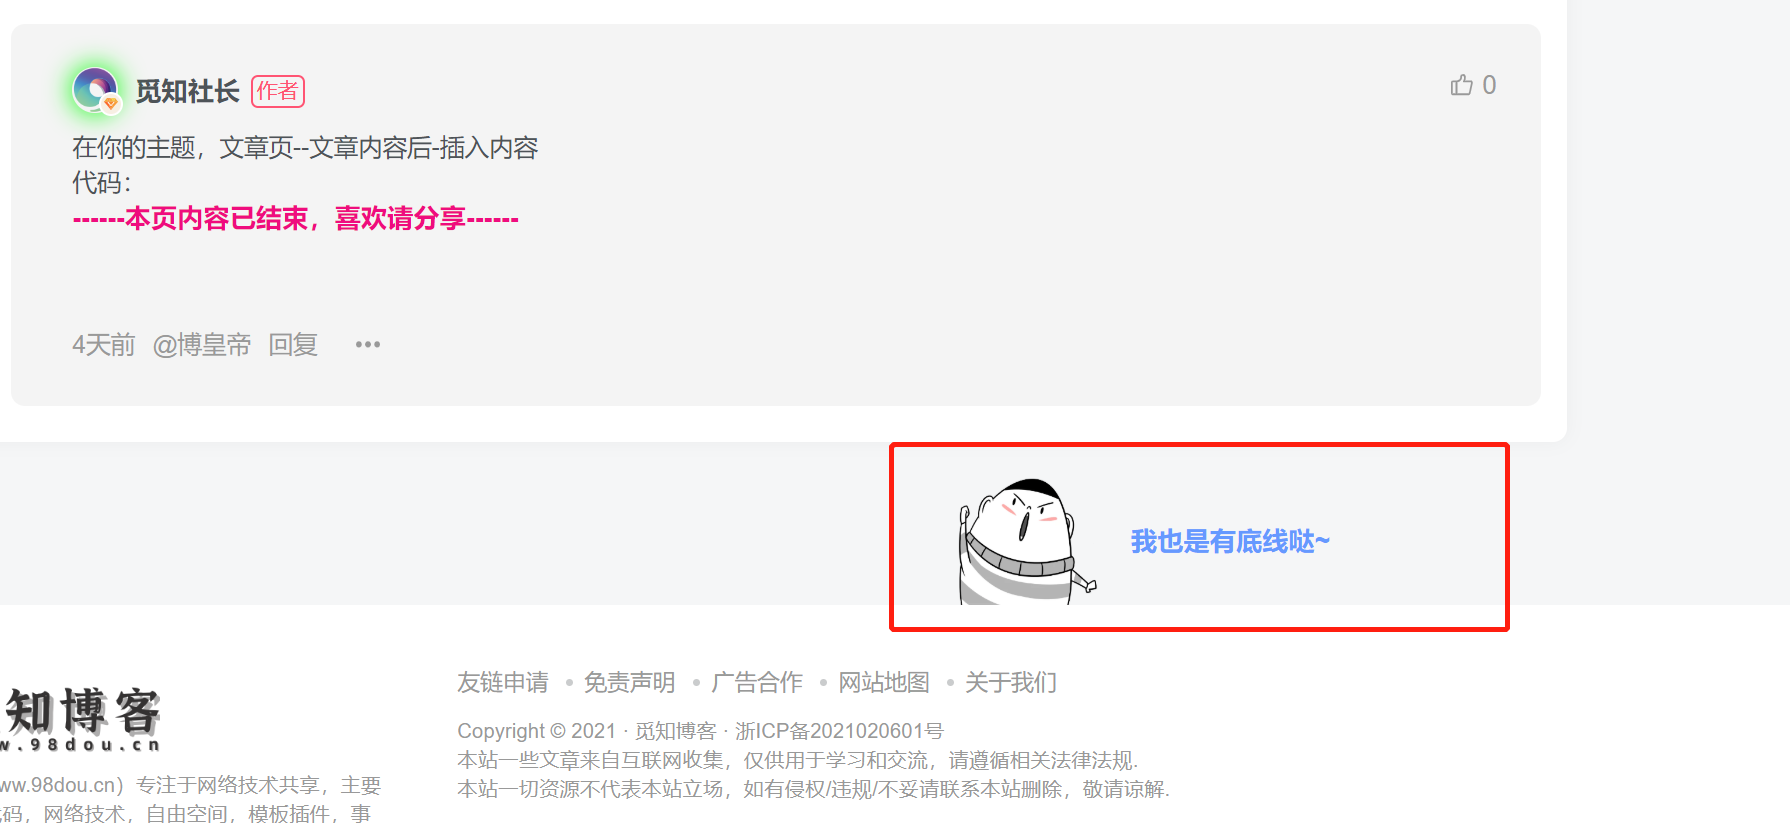 觅知社长 作者 0
在你的主题，文章页--文章内容后-插入内容
代码：
------本页内容已结束，喜欢请分享------
4天前 @博皇帝 回复 •••
我也是有底线哒~
友链申请 • 免责声明 • 广告合作 • 网站地图 • 关于我们
知博客
w.98dou.cn
Copyright © 2021 · 觅知博客 · 浙ICP备2021020601号
本站一些文章来自互联网收集，仅供用于学习和交流，请遵循相关法律法规.
本站一切资源不代表本站立场，如有侵权/违规/不妥请联系本站删除，敬请谅解.
ww.98dou.cn）专注于网络技术共享，主要
码，网络技术，自由空间，模板插件，事